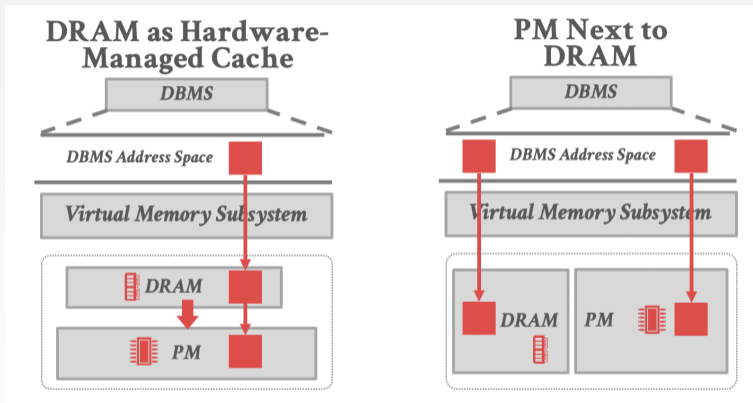 DRAM as Hardware-
Managed Cache
DBMS
DBMS Address Space
Virtual Memory Subsystem
DRAM
PM
PM Next to
DRAM
DBMS
DBMS Address Space
Virtual Memory Subsystem
DRAM
PM